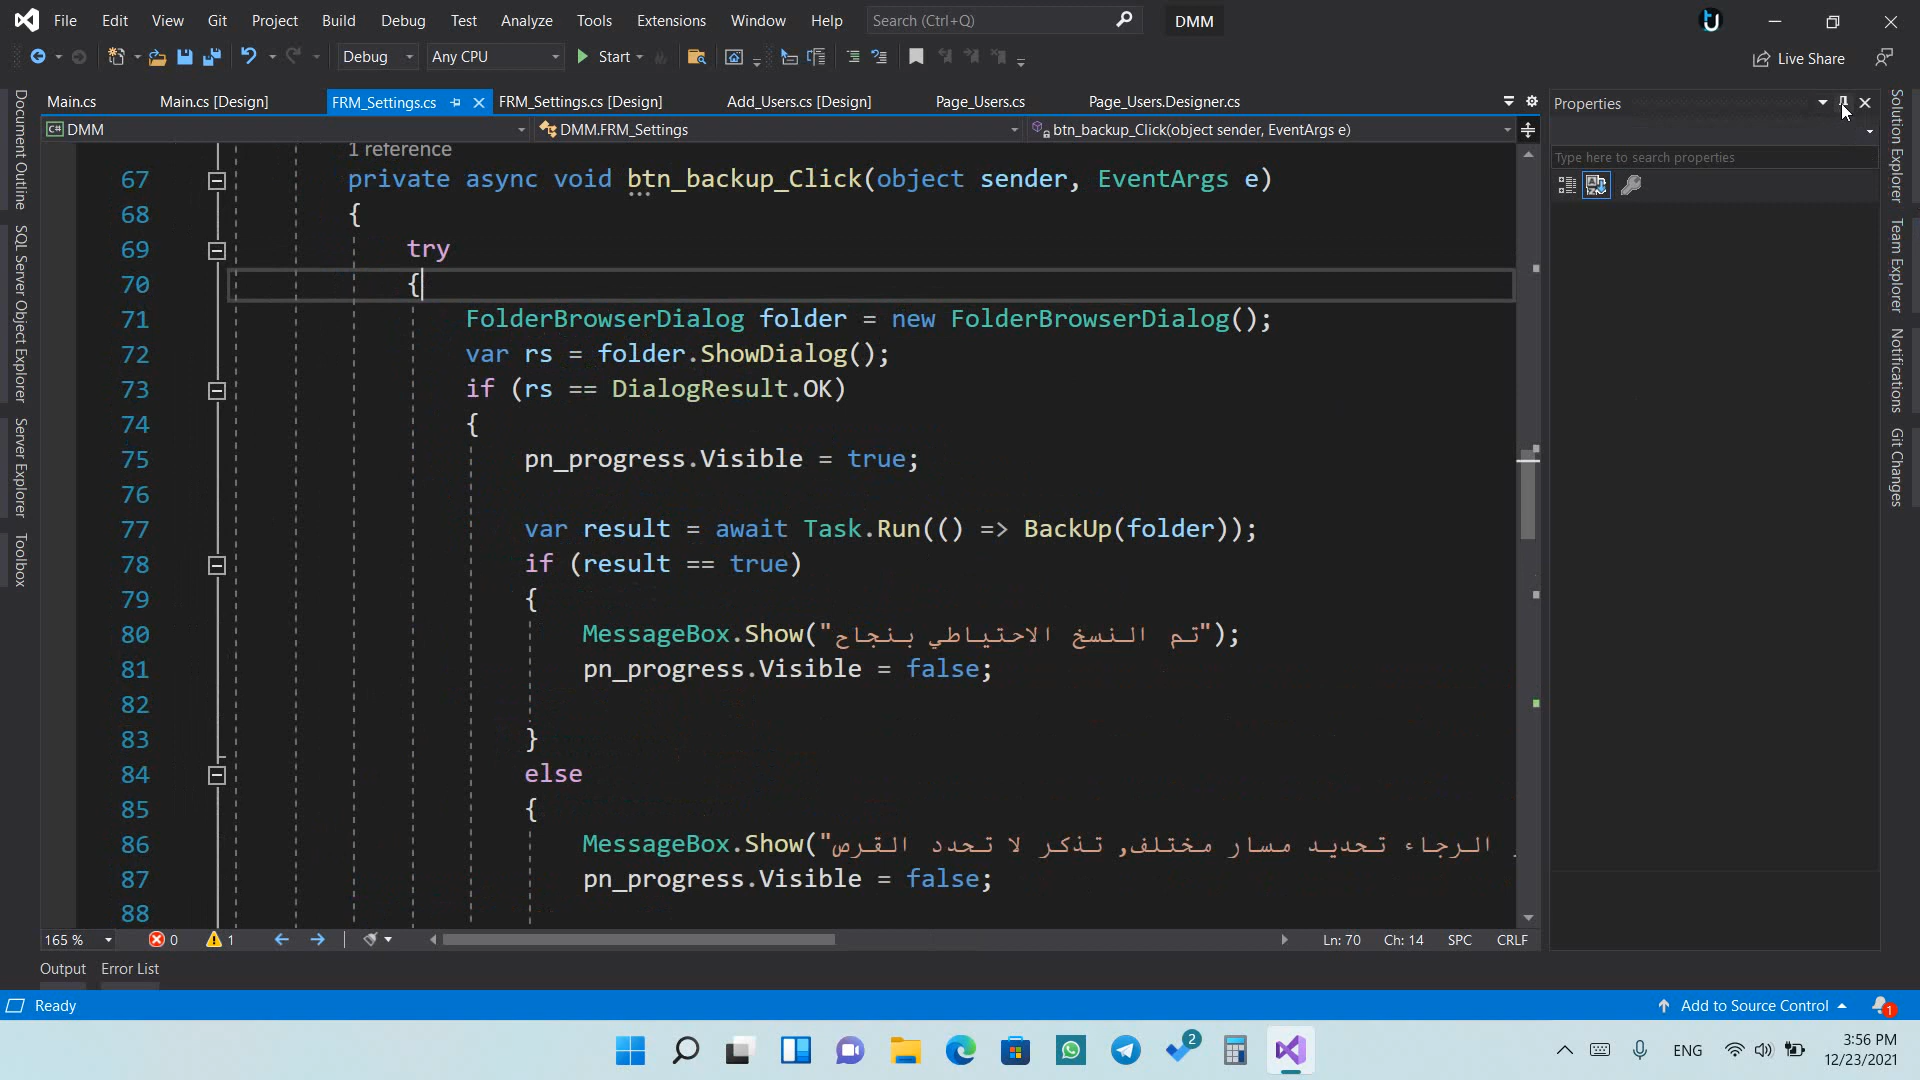 File Edit View Git Project Build Debug Test Analyze Tools Extensions Window Help Search (Ctrl+Q) DMM
Debug Any CPU Start Live Share
Main.cs Main.cs [Design] FRM_Settings.cs FRM_Settings.cs [Design] Add_Users.cs [Design] Page_Users.cs Page_Users.Designer.cs
DMM DMM.FRM_Settings btn_backup_Click(object sender, EventArgs e)
1 reference
67 private async void btn_backup_Click(object sender, EventArgs e)
68 {
69 try
70 {
71 FolderBrowserDialog folder = new FolderBrowserDialog();
72 var rs = folder.ShowDialog();
73 if (rs == DialogResult.OK)
74 {
75 pn_progress.Visible = true;
76
77 var result = await Task.Run(() => BackUp(folder));
78 if (result == true)
79 {
80 MessageBox.Show("تم النسخ الاحتياطي بنجاح");
81 pn_progress.Visible = false;
82
83 }
84 else
85 {
86 MessageBox.Show("الرجاء تحديد مسار مختلف, تذكر لا تحدد القرص
87 pn_progress.Visible = false;
88
165 % 0 1 Ln: 70 Ch: 14 SPC CRLF
Output Error List
Ready Add to Source Control 1
Document Outline
SQL Server Object Explorer
Server Explorer
Toolbox
Properties
Type here to search properties
Solution Explorer
Team Explorer
Notifications
Git Changes
2 ENG 3:56 PM
12/23/2021